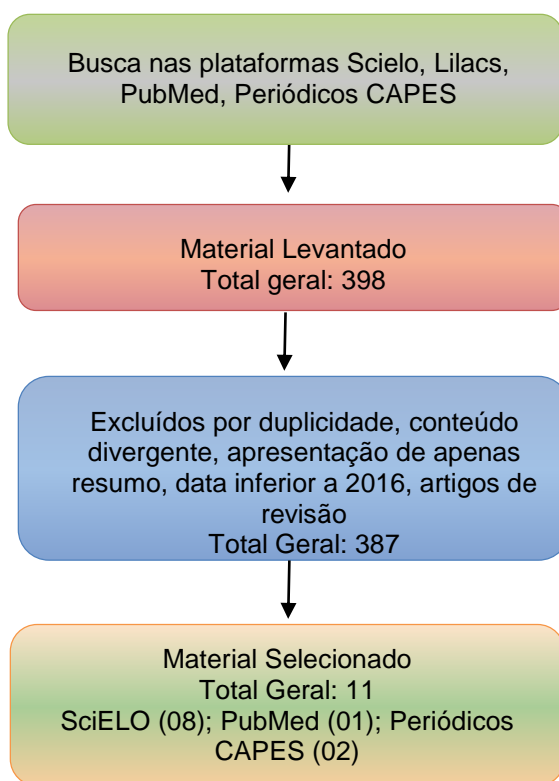 Busca nas plataformas Scielo, Lilacs,
PubMed, Periódicos CAPES
Material Levantado
Total geral: 398
Excluídos por duplicidade, conteúdo
divergente, apresentação de apenas
resumo, data inferior a 2016, artigos de
revisão
Total Geral: 387
Material Selecionado
Total Geral: 11
SciELO (08); PubMed (01); Periódicos
CAPES (02)